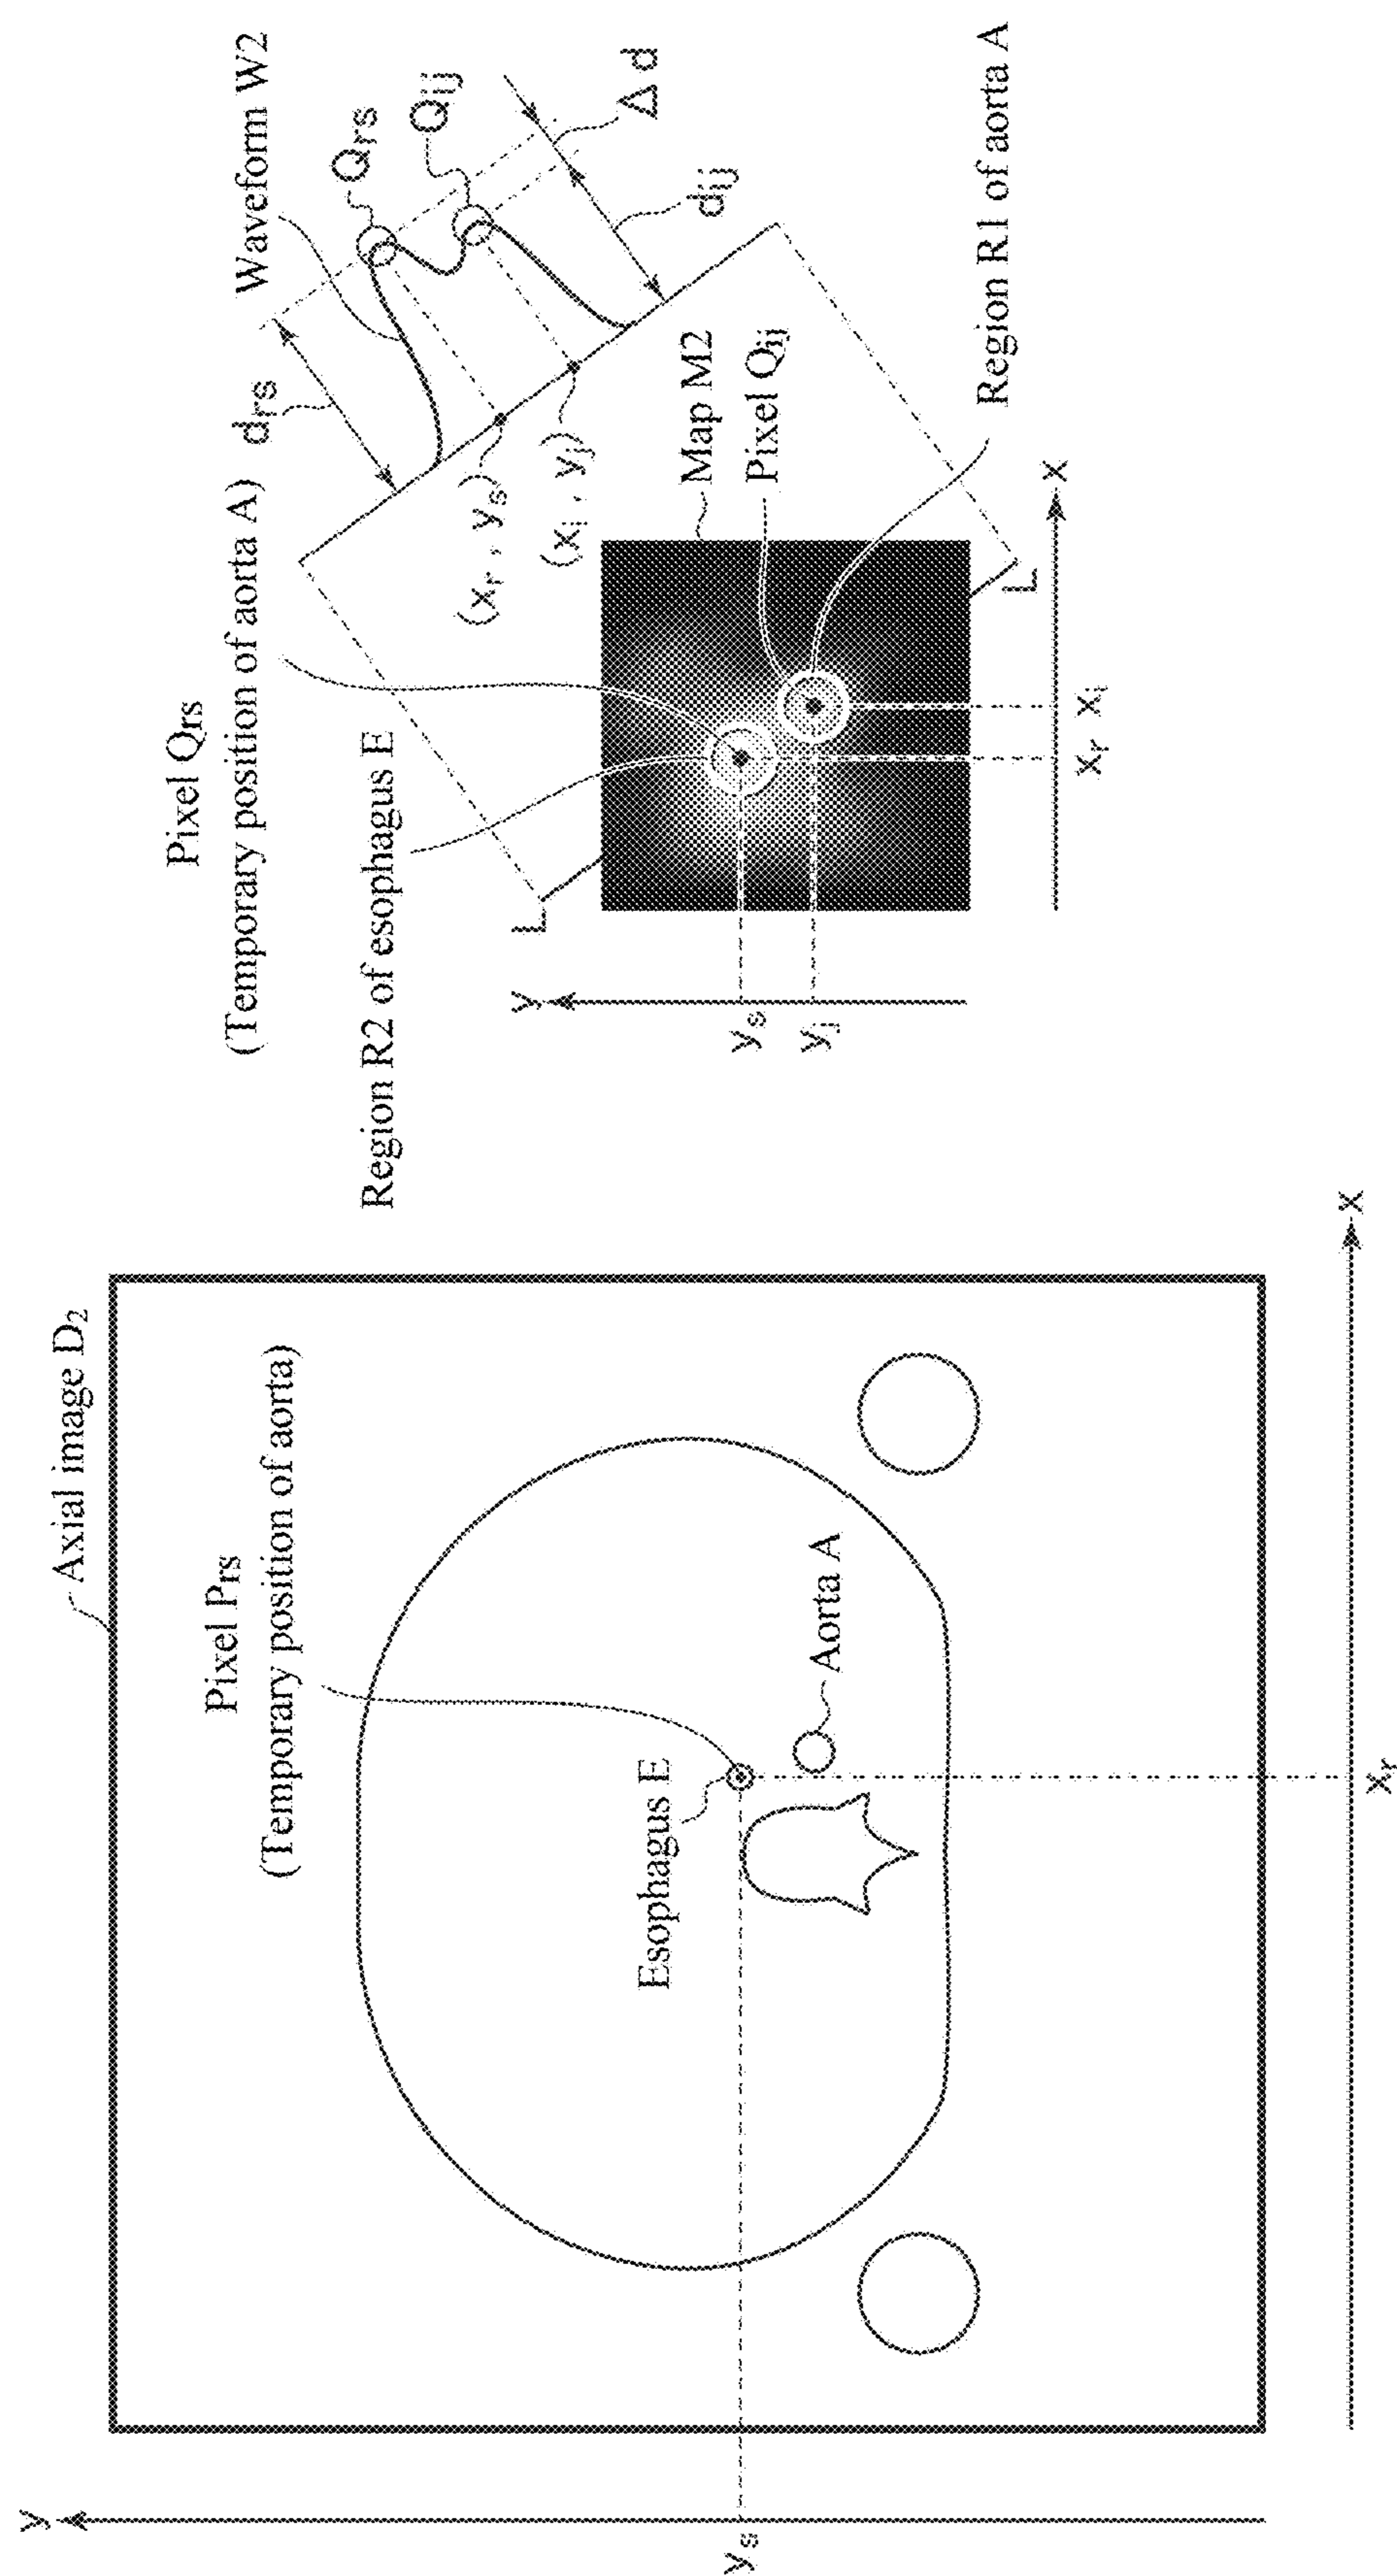 Axial image D2
Pixel Prs
(Temporary position of aorta)
Esophagus E
Aorta A
y
ys
xr
x
Pixel Qrs
(Temporary position of aorta A)
Region R2 of esophagus E
drs
Waveform W2
Qrs
Qij
Δd
dij
(xr , ys)
(xi , yj)
Map M2
Pixel Qij
Region R1 of aorta A
L
L
y
ys
yj
xr
xi
x